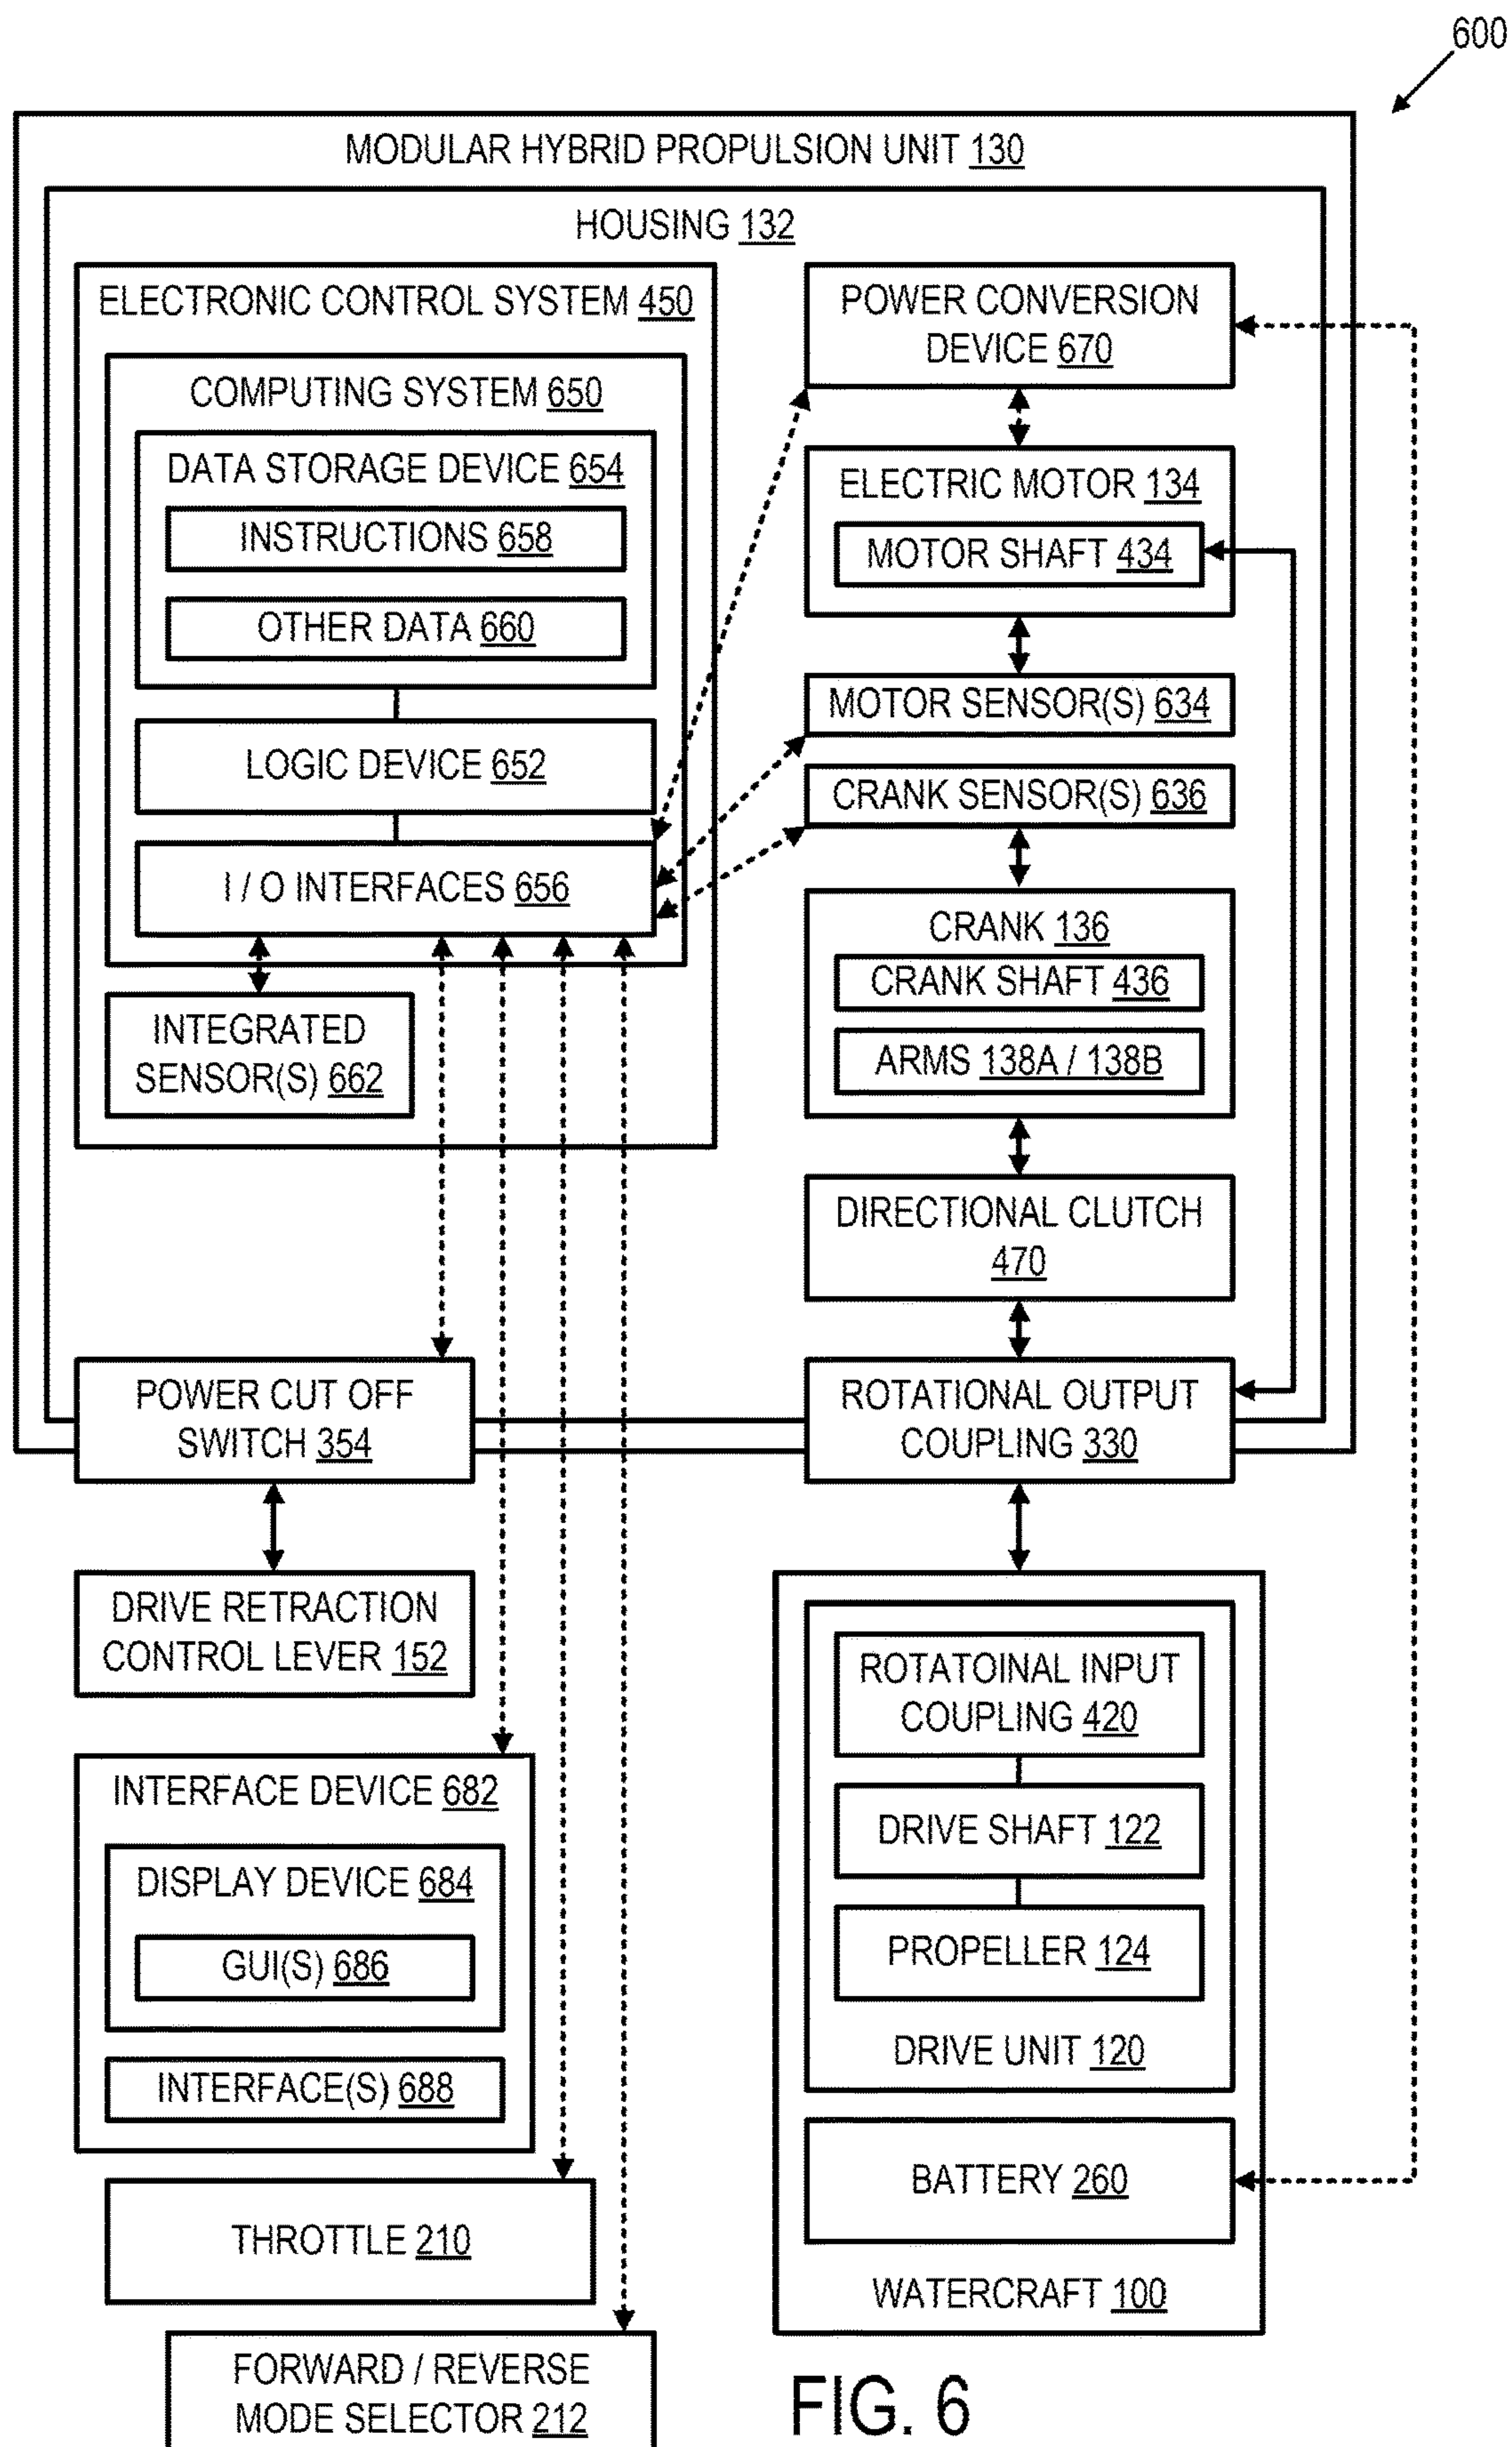 600
MODULAR HYBRID PROPULSION UNIT 130
HOUSING 132
ELECTRONIC CONTROL SYSTEM 450
COMPUTING SYSTEM 650
DATA STORAGE DEVICE 654
INSTRUCTIONS 658
OTHER DATA 660
LOGIC DEVICE 652
I / O INTERFACES 656
INTEGRATED
SENSOR(S) 662
POWER CONVERSION
DEVICE 670
ELECTRIC MOTOR 134
MOTOR SHAFT 434
MOTOR SENSOR(S) 634
CRANK SENSOR(S) 636
CRANK 136
CRANK SHAFT 436
ARMS 138A / 138B
DIRECTIONAL CLUTCH
470
POWER CUT OFF
SWITCH 354
ROTATIONAL OUTPUT
COUPLING 330
DRIVE RETRACTION
CONTROL LEVER 152
INTERFACE DEVICE 682
DISPLAY DEVICE 684
GUI(S) 686
INTERFACE(S) 688
THROTTLE 210
FORWARD / REVERSE
MODE SELECTOR 212
ROTATOINAL INPUT
COUPLING 420
DRIVE SHAFT 122
PROPELLER 124
DRIVE UNIT 120
BATTERY 260
WATERCRAFT 100
FIG. 6